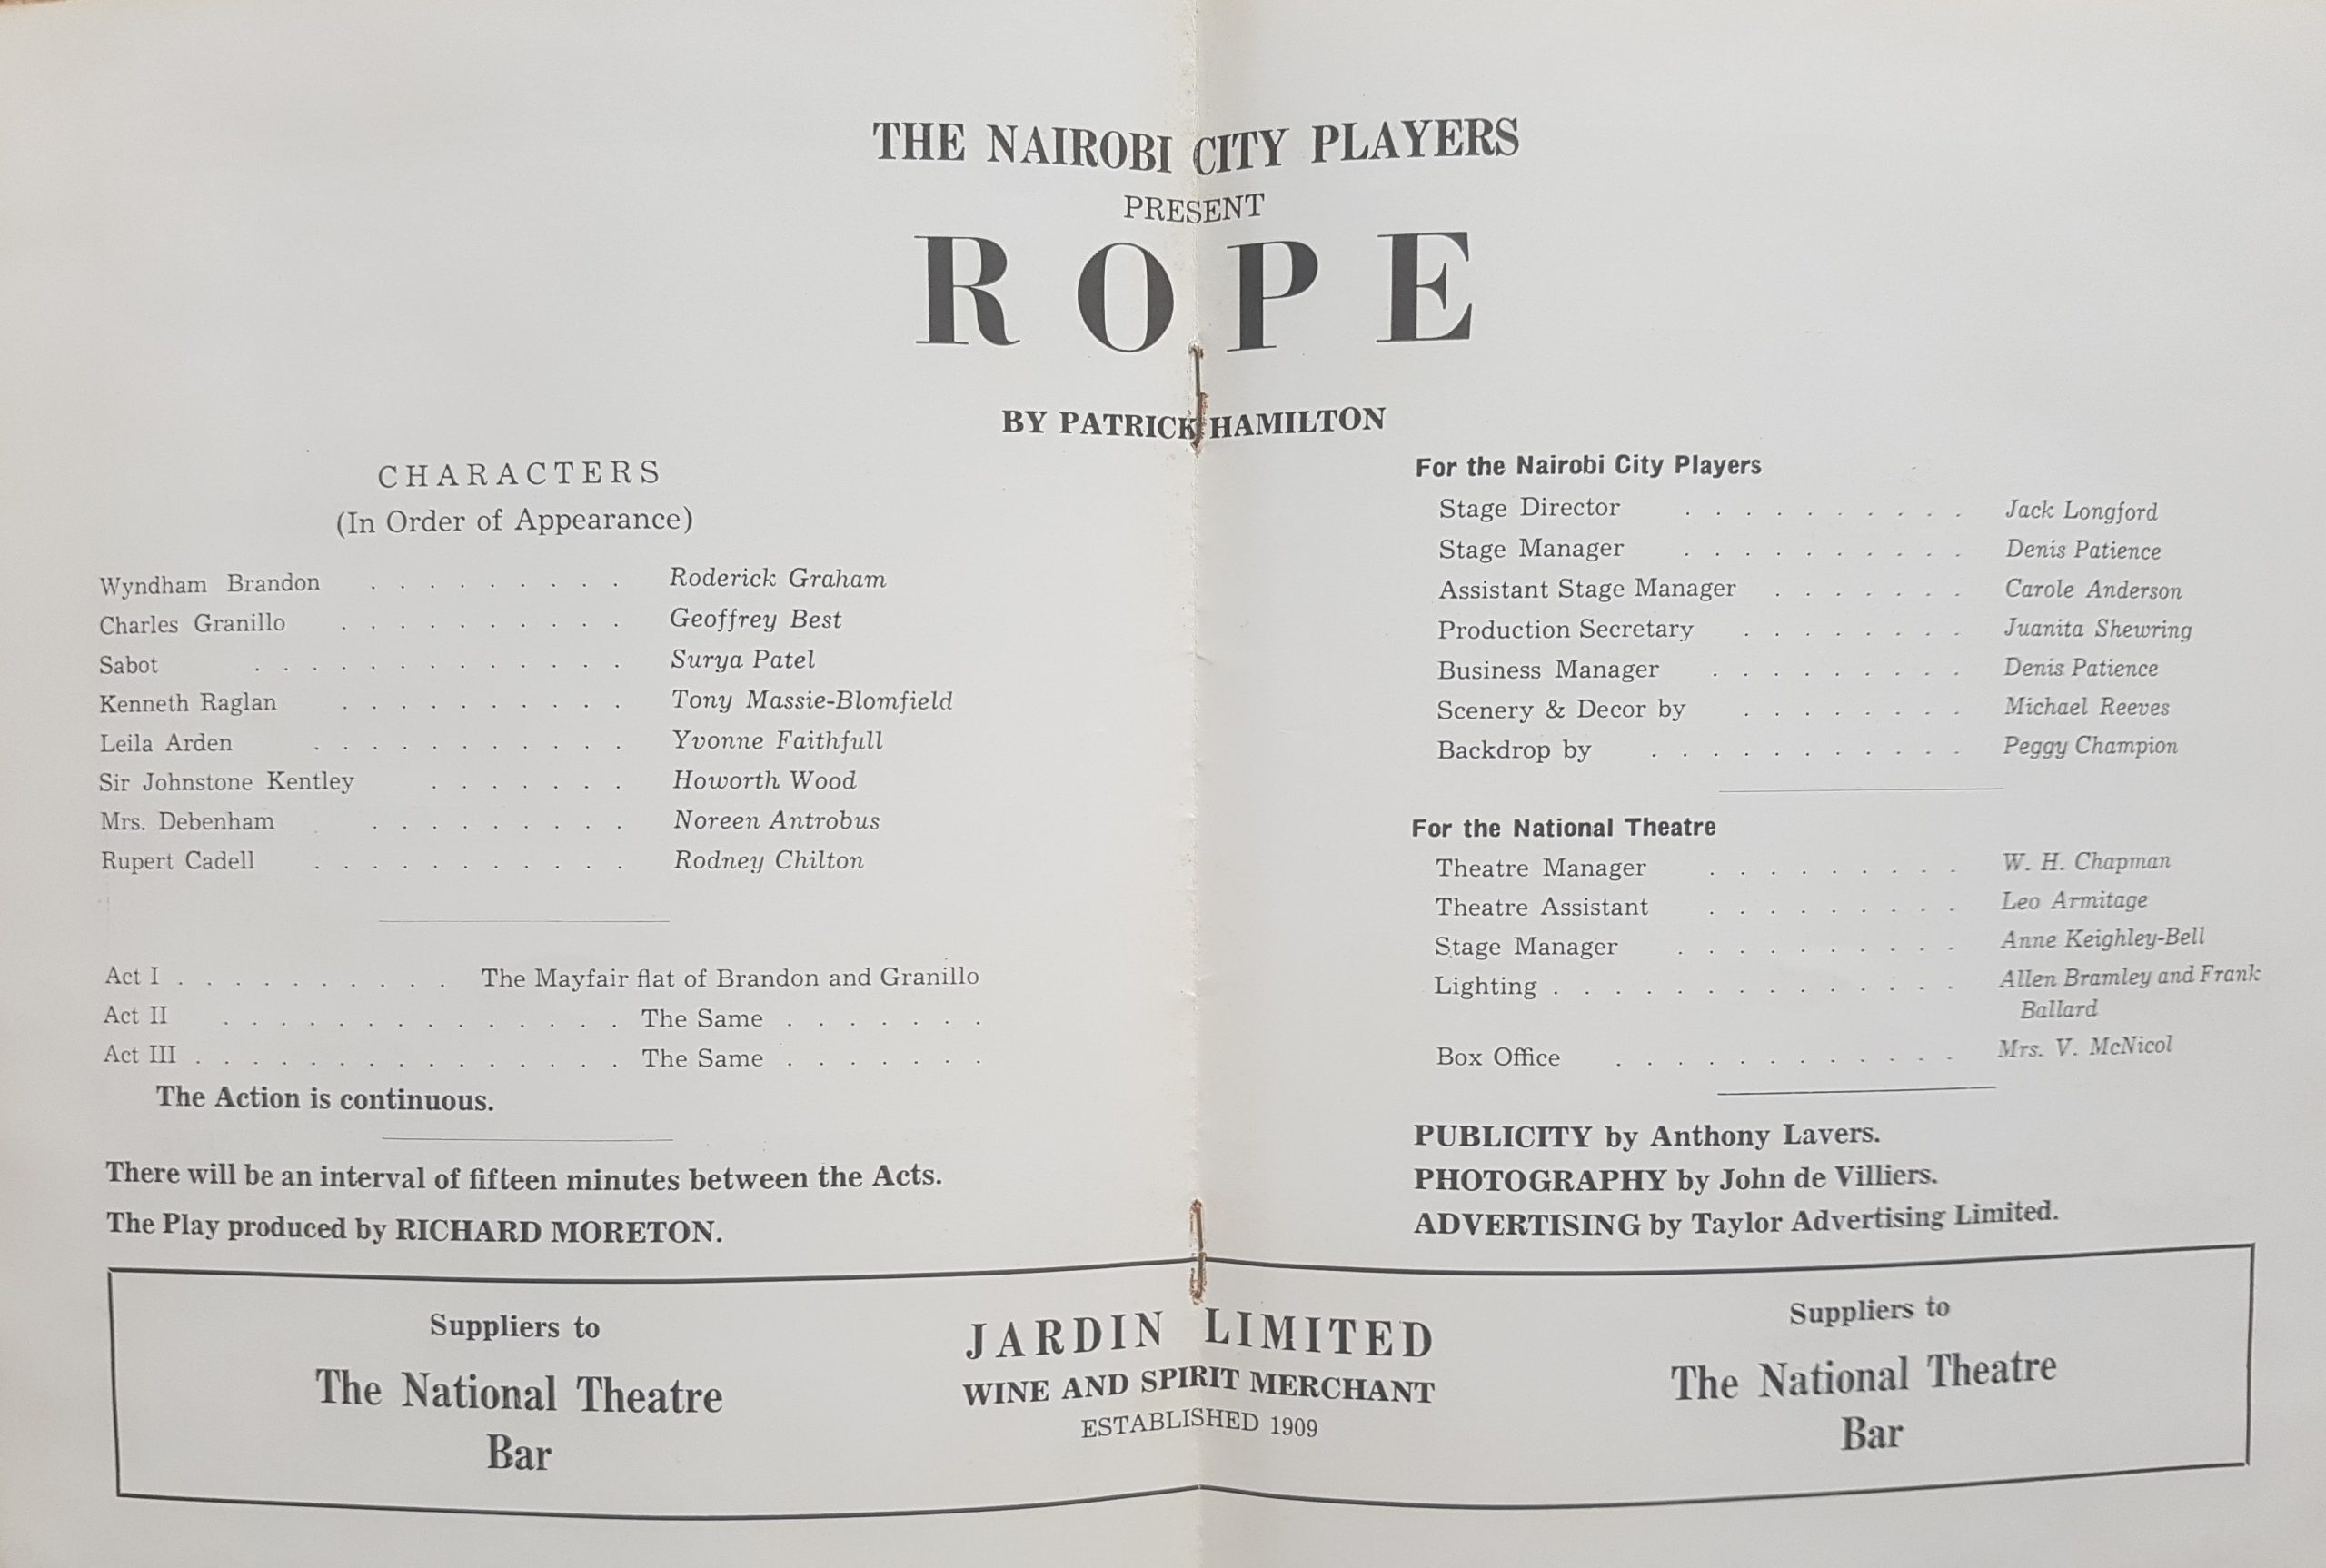 THE NAIROBI CITY PLAYERS
PRESENT
ROPE
BY PATRICK HAMILTON
CHARACTERS
(In Order of Appearance)
Wyndham Brandon . . . . . . . . . Roderick Graham
Charles Granillo . . . . . . . . . . Geoffrey Best
Sabot . . . . . . . . . . . . . Surya Patel
Kenneth Raglan . . . . . . . . . . Tony Massie-Blomfield
Leila Arden . . . . . . . . . . . Yvonne Faithfull
Sir Johnstone Kentley . . . . . . . Howorth Wood
Mrs. Debenham . . . . . . . . . Noreen Antrobus
Rupert Cadell . . . . . . . . . . . Rodney Chilton
Act I . . . . . . . . . . The Mayfair flat of Brandon and Granillo
Act II . . . . . . . . . . . . . . . The Same . . . . . . .
Act III . . . . . . . . . . . . . . . The Same . . . . . . .
The Action is continuous.
There will be an interval of fifteen minutes between the Acts.
The Play produced by RICHARD MORETON.
For the Nairobi City Players
Stage Director . . . . . . . . . . Jack Longford
Stage Manager . . . . . . . . . . Denis Patience
Assistant Stage Manager . . . . . . . Carole Anderson
Production Secretary . . . . . . . . Juanita Shewring
Business Manager . . . . . . . . . Denis Patience
Scenery & Decor by . . . . . . . . Michael Reeves
Backdrop by . . . . . . . . . . . Peggy Champion
For the National Theatre
Theatre Manager . . . . . . . . . W. H. Chapman
Theatre Assistant . . . . . . . . . Leo Armitage
Stage Manager . . . . . . . . . . Anne Keighley-Bell
Lighting . . . . . . . . . . . . . . Allen Bramley and Frank
Ballard
Box Office . . . . . . . . . . . . Mrs. V. McNicol
PUBLICITY by Anthony Lavers.
PHOTOGRAPHY by John de Villiers.
ADVERTISING by Taylor Advertising Limited.
Suppliers to
The National Theatre
Bar
JARDIN LIMITED
WINE AND SPIRIT MERCHANT
ESTABLISHED 1909
Suppliers to
The National Theatre
Bar